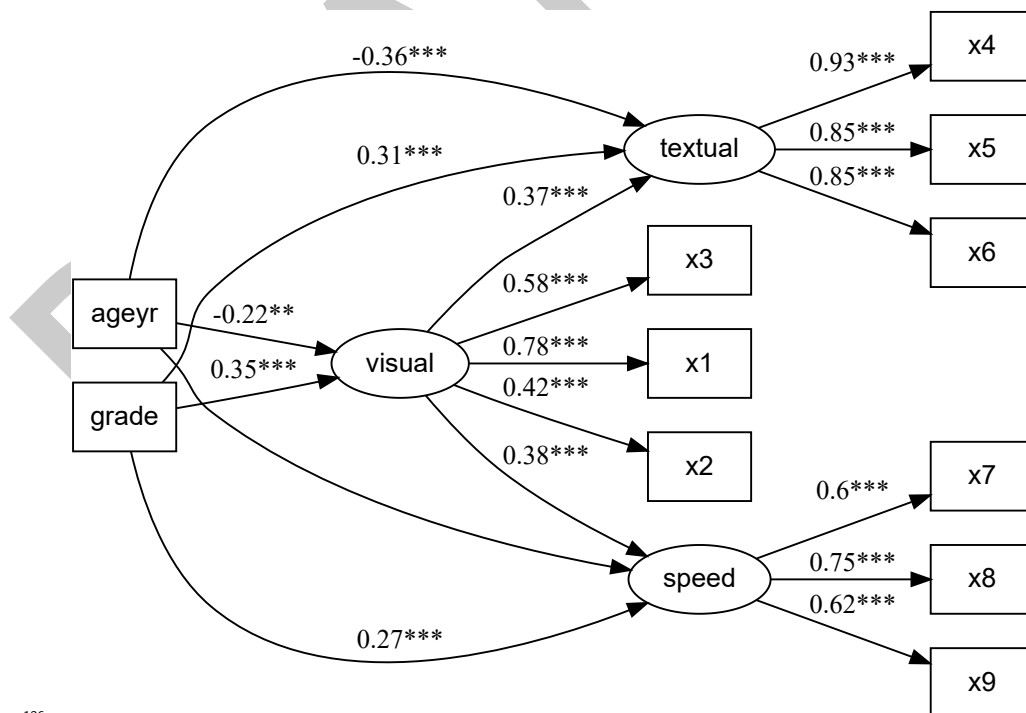 x4
0.93***
-0.36***
textual
0.85***
x5
0.31***
0.85***
0.37***
x6
x3
0.58***
ageyr
-0.22**
visual
0.78***
x1
0.35***
0.42***
grade
x2
0.38***
x7
0.6***
speed
0.75***
x8
0.62***
0.27***
x9